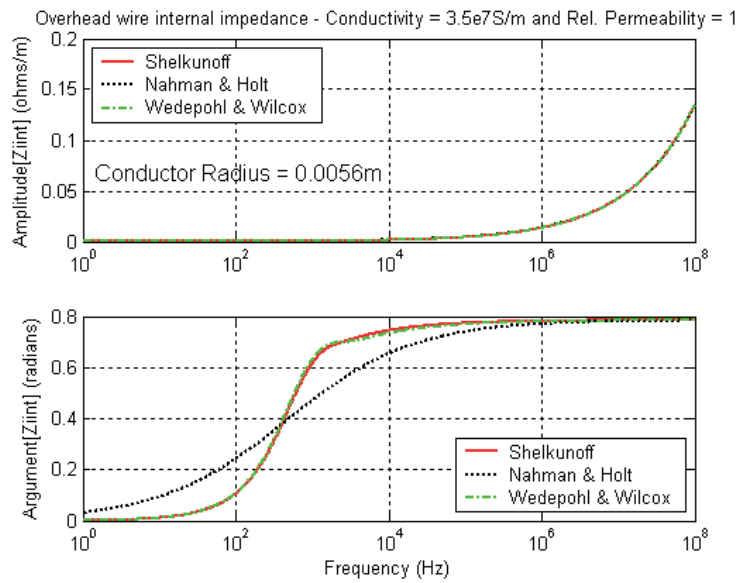 Overhead wire internal impedance - Conductivity = 3.5e7S/m and Rel. Permeability = 1
Amplitude[Ziint] (ohms/m)
0.2
0.15
0.1
0.05
0
Shelkunoff
Nahman & Holt
Wedepohl & Wilcox
Conductor Radius = 0.0056m
10^0
10^2
10^4
10^6
10^8
Argument[Ziint] (radians)
0.8
0.6
0.4
0.2
0
Shelkunoff
Nahman & Holt
Wedepohl & Wilcox
10^0
10^2
10^4
10^6
10^8
Frequency (Hz)